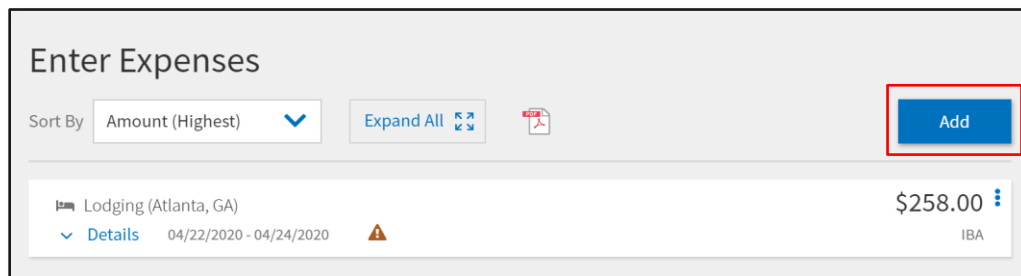 Enter Expenses
Sort By Amount (Highest) Expand All PDF Add
Lodging (Atlanta, GA) $258.00
Details 04/22/2020 - 04/24/2020 IBA